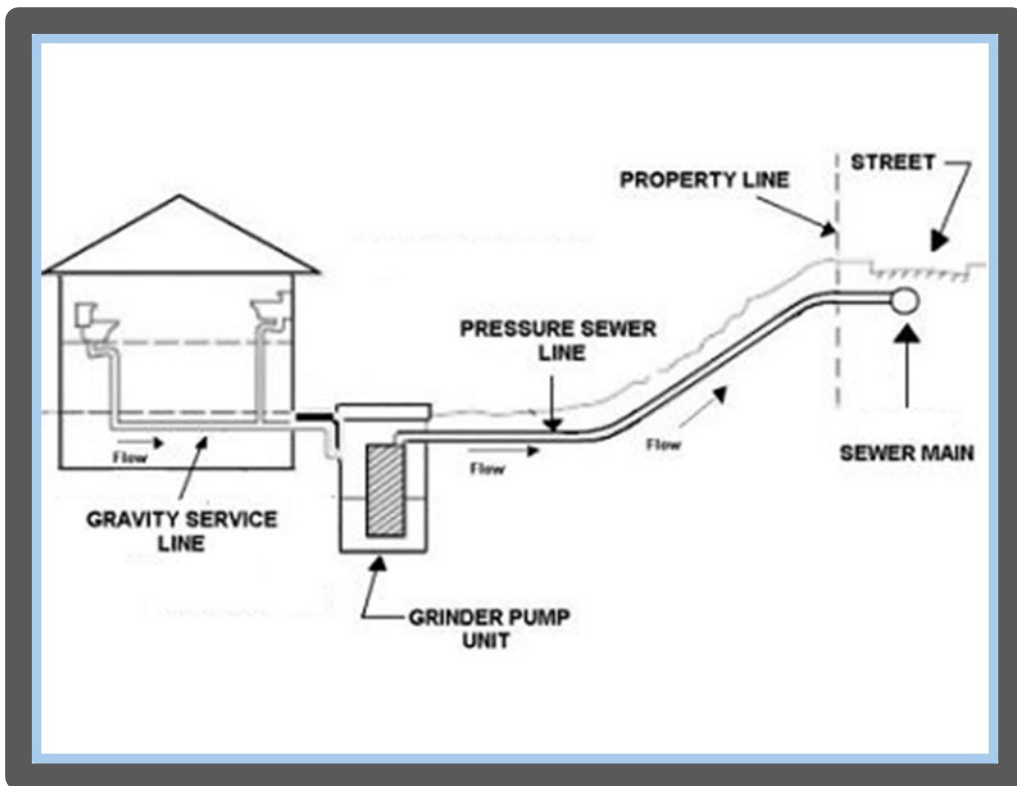 STREET
PROPERTY LINE
PRESSURE SEWER
LINE
Flow
Flow
Flow
SEWER MAIN
GRAVITY SERVICE
LINE
GRINDER PUMP
UNIT